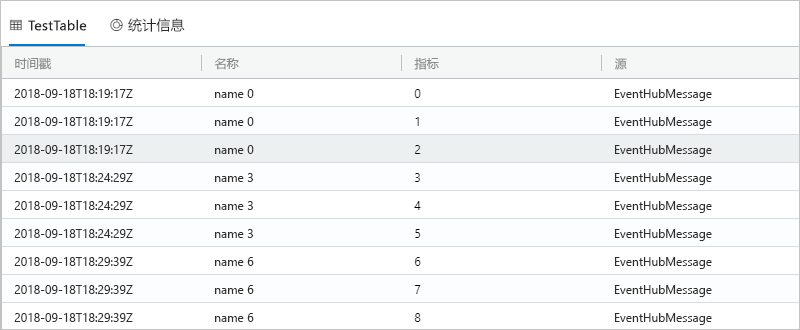 TestTable 统计信息
时间戳 名称 指标 源
2018-09-18T18:19:17Z name 0 0 EventHubMessage
2018-09-18T18:19:17Z name 0 1 EventHubMessage
2018-09-18T18:19:17Z name 0 2 EventHubMessage
2018-09-18T18:24:29Z name 3 3 EventHubMessage
2018-09-18T18:24:29Z name 3 4 EventHubMessage
2018-09-18T18:24:29Z name 3 5 EventHubMessage
2018-09-18T18:29:39Z name 6 6 EventHubMessage
2018-09-18T18:29:39Z name 6 7 EventHubMessage
2018-09-18T18:29:39Z name 6 8 EventHubMessage